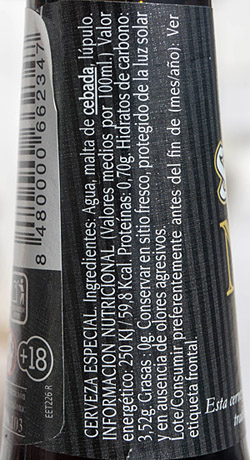 CERVEZA ESPECIAL. Ingredientes: Agua, malta de cebada, lúpulo.
INFORMACION NUTRICIONAL. Valores medios por 100ml. Valor
energético: 250 KJ/ 59,8 Kcal Proteínas: 0,70g. Hidratos de carbono:
3,52g. Grasas: 0g. Conservar en sitio fresco, protegido de la luz solar
y en ausencia de olores agresivos.
Lote/Consumir preferentemente antes del fin de (mes/año): Ver
etiqueta frontal.
8 480000 662347
+18
EET226 R
Esta